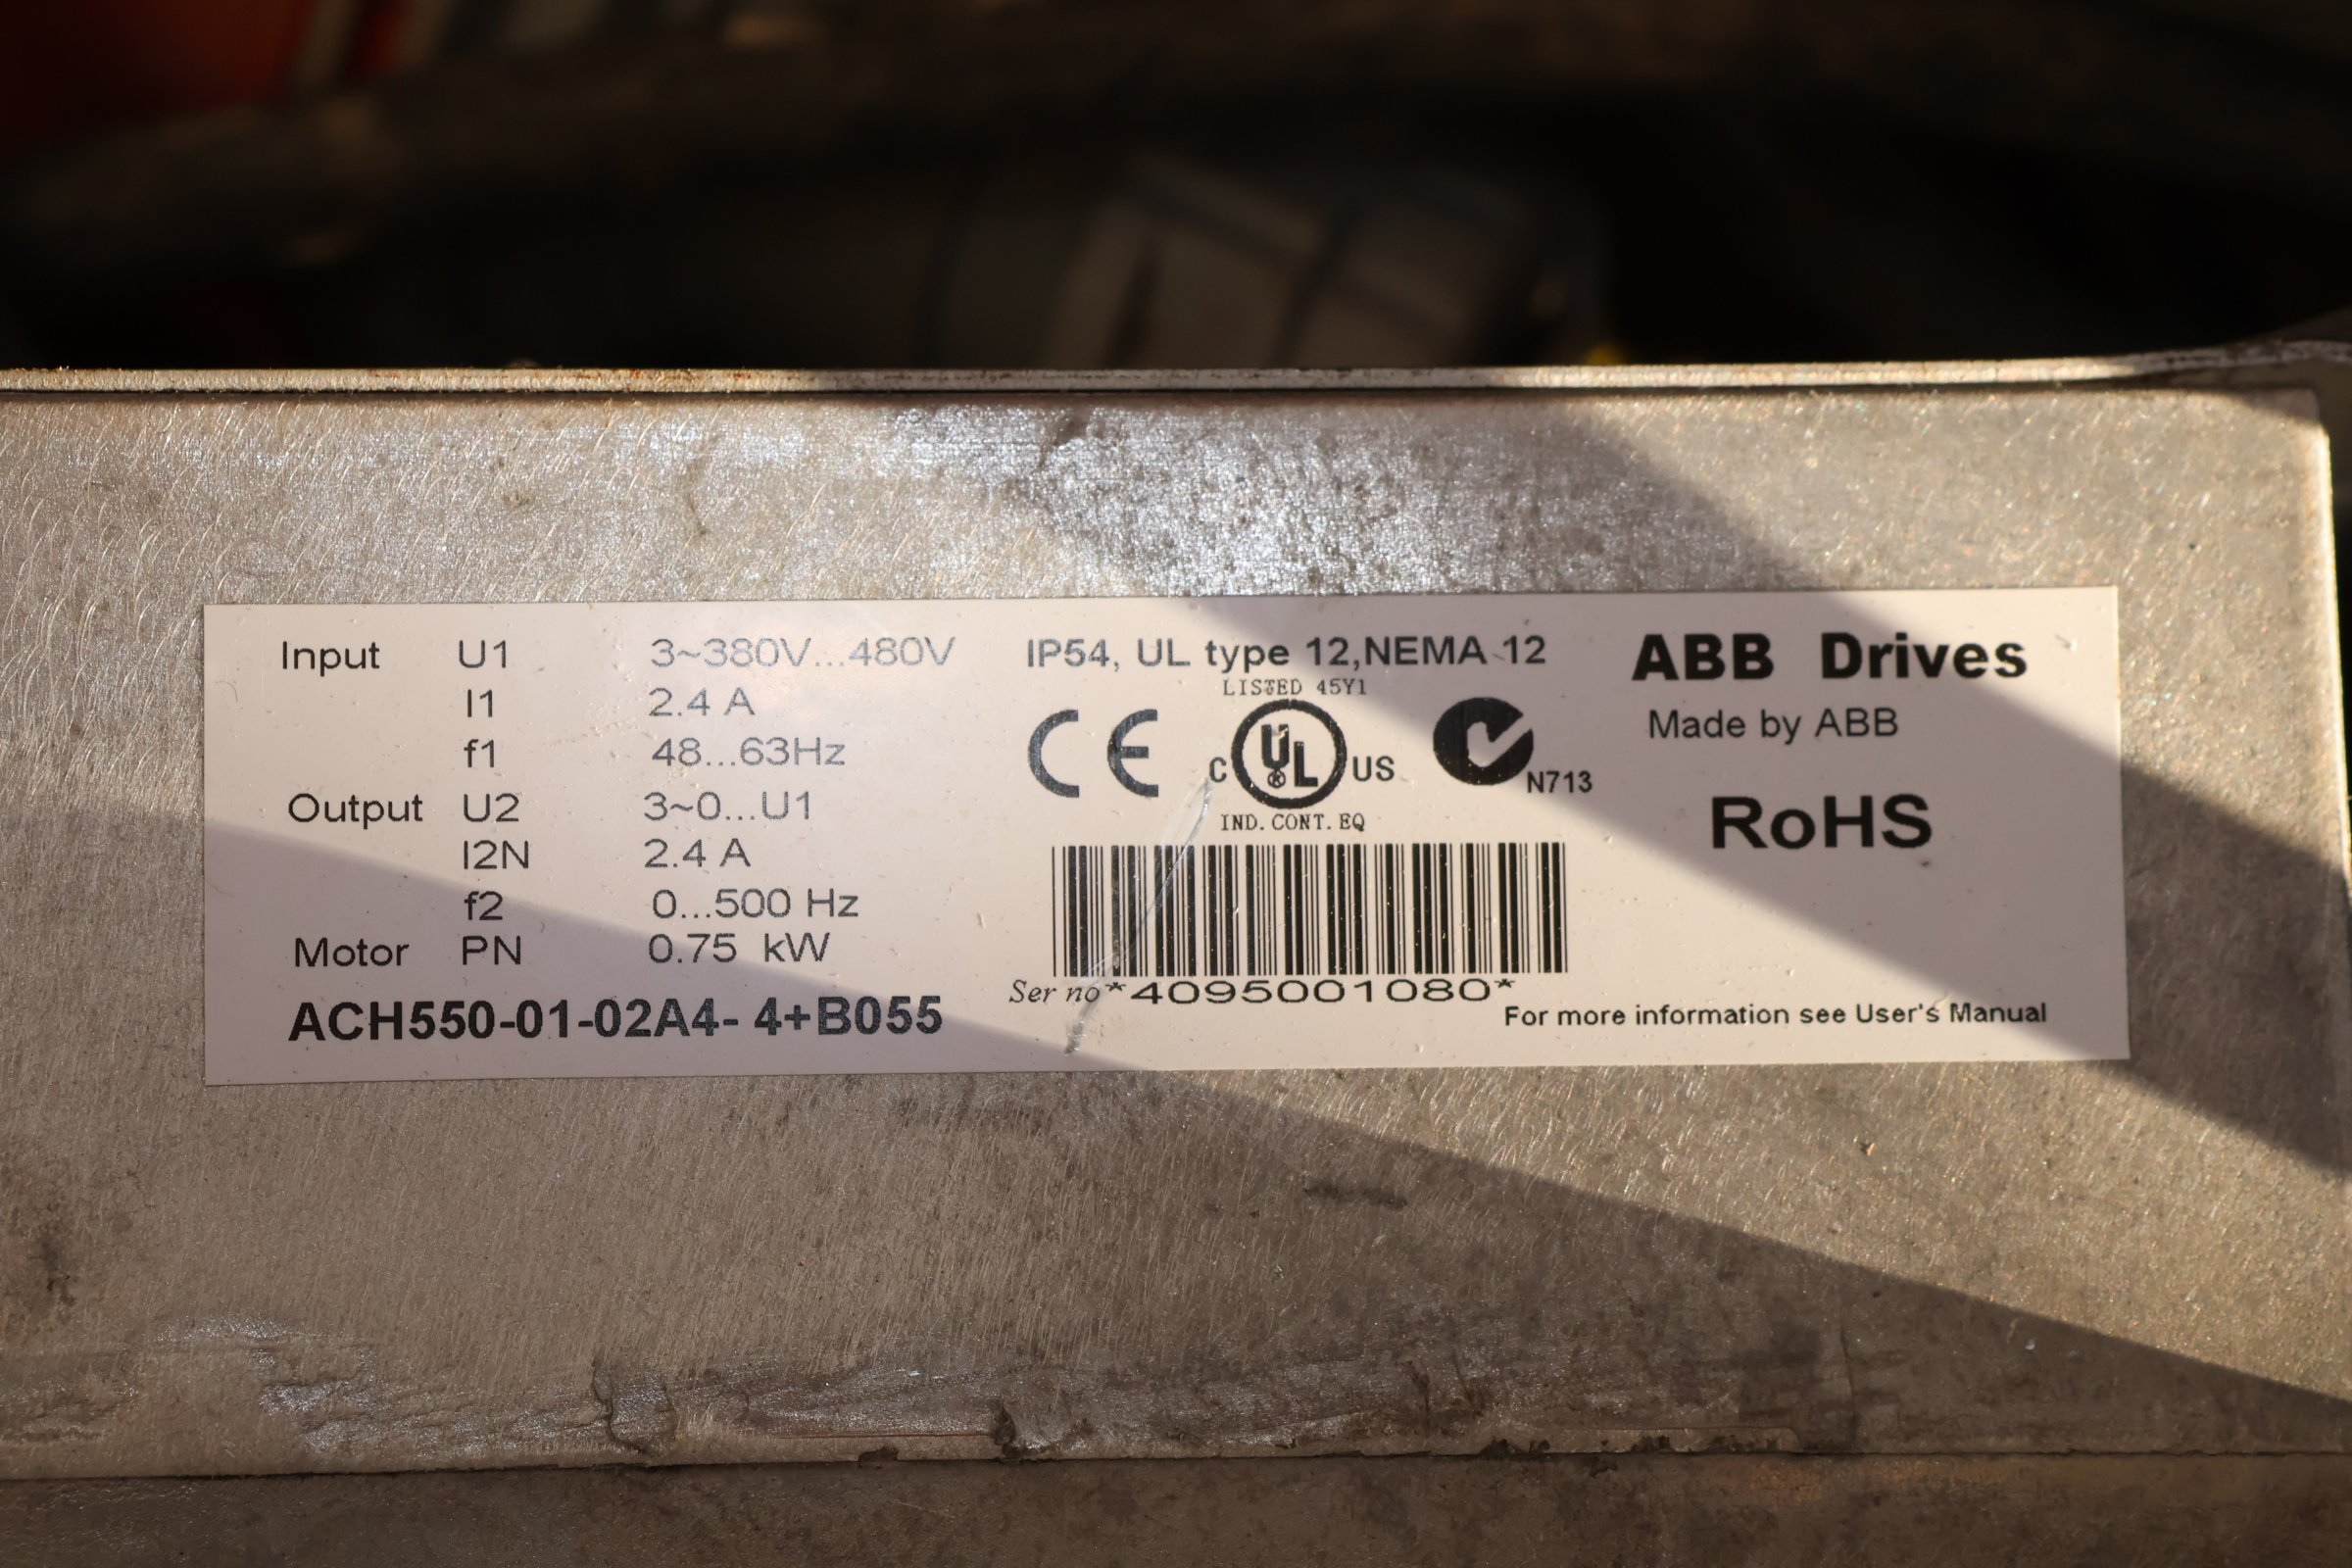 Input U1 3~380V...480V
I1 2.4 A
f1 48...63Hz
Output U2 3~0...U1
I2N 2.4 A
f2 0...500 Hz
Motor PN 0.75 kW
ACH550-01-02A4- 4+B055
IP54, UL type 12,NEMA 12
LISTED 45Y1
CE
C UL ® US
N713
IND. CONT. EQ
Ser no *4095001080*
ABB Drives
Made by ABB
RoHS
For more information see User's Manual